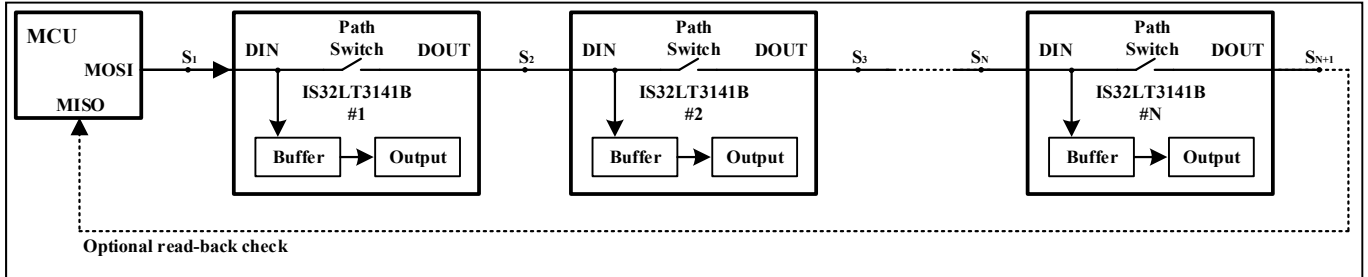 MCU
MOSI
MISO
S1
DIN
Path
Switch
DOUT
IS32LT3141B
#1
Buffer
Output
S2
DIN
Path
Switch
DOUT
IS32LT3141B
#2
Buffer
Output
S3
SN
DIN
Path
Switch
DOUT
IS32LT3141B
#N
Buffer
Output
SN+1
Optional read-back check